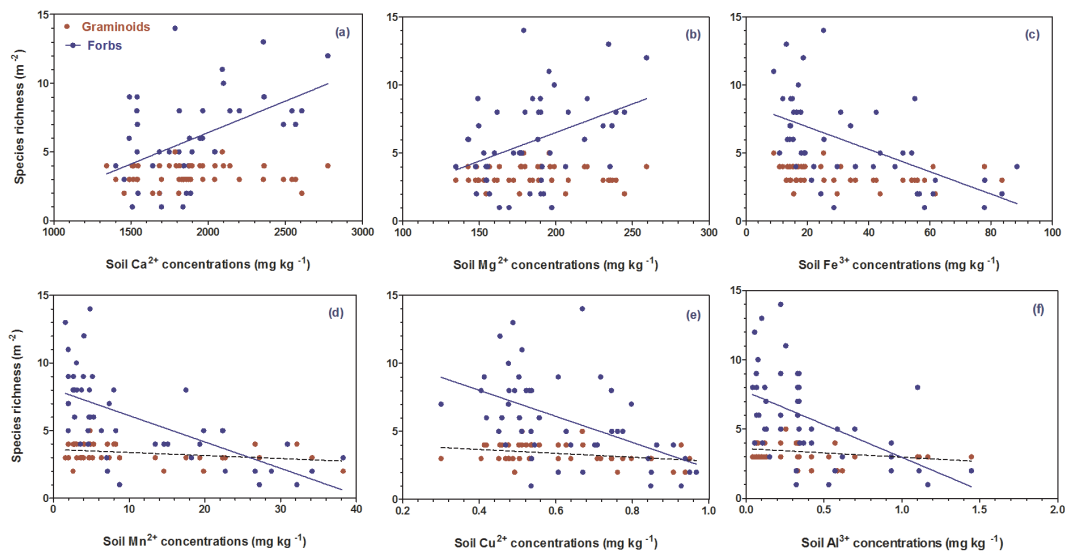 Graminoids
Forbs
(a)
(b)
(c)
Species richness (m⁻²)
15
10
5
0
1000 1500 2000 2500 3000
Soil Ca²⁺ concentrations (mg kg ⁻¹)
15
10
5
0
100 150 200 250 300
Soil Mg²⁺ concentrations (mg kg ⁻¹)
15
10
5
0
0 20 40 60 80 100
Soil Fe³⁺ concentrations (mg kg ⁻¹)
(d)
(e)
(f)
Species richness (m⁻²)
15
10
5
0
0 10 20 30 40
Soil Mn²⁺ concentrations (mg kg ⁻¹)
15
10
5
0
0.2 0.4 0.6 0.8 1.0
Soil Cu²⁺ concentrations (mg kg ⁻¹)
15
10
5
0
0.0 0.5 1.0 1.5 2.0
Soil Al³⁺ concentrations (mg kg ⁻¹)